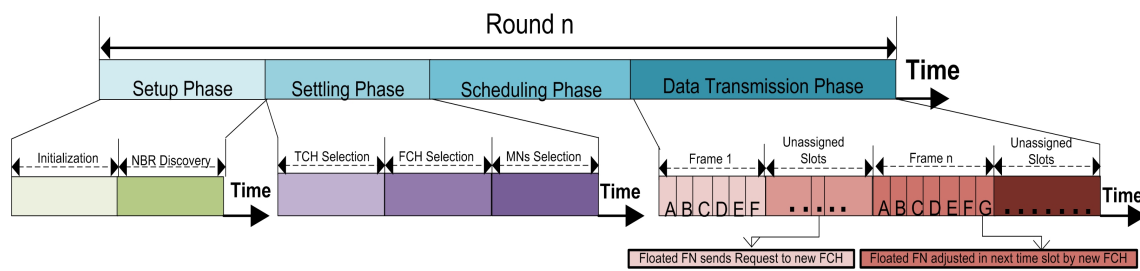 Round n
Time
Setup Phase
Settling Phase
Scheduling Phase
Data Transmission Phase
Initialization
NBR Discovery
Time
TCH Selection
FCH Selection
MNs Selection
Time
Frame 1
Unassigned
Slots
Frame n
Unassigned
Slots
Time
A B C D E F
A B C D E F G
Floated FN sends Request to new FCH
Floated FN adjusted in next time slot by new FCH